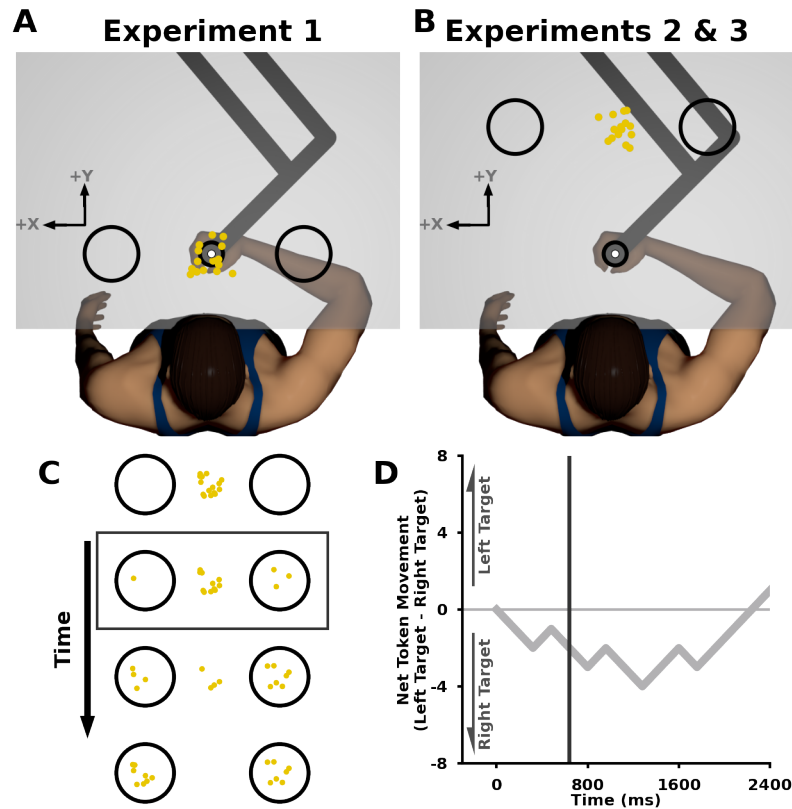 A
Experiment 1
B
Experiments 2 & 3
+Y
+X
+Y
+X
C
Time
D
Net Token Movement
(Left Target - Right Target)
Left Target
Right Target
8
4
0
-4
-8
0
800
1600
2400
Time (ms)